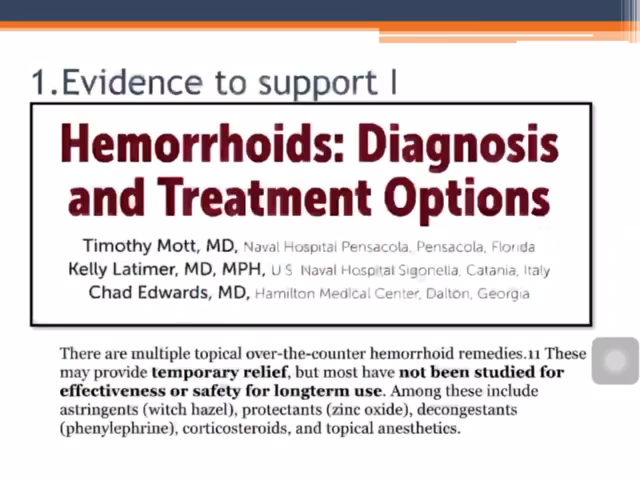 1.Evidence to support I
Hemorrhoids: Diagnosis
and Treatment Options
Timothy Mott, MD, Naval Hospital Pensacola, Pensacola, Florida
Kelly Latimer, MD, MPH, U S Naval Hospital Sigonella, Catania, Italy
Chad Edwards, MD, Hamilton Medical Center, Dalton, Georgia
There are multiple topical over-the-counter hemorrhoid remedies.11 These
may provide temporary relief, but most have not been studied for
effectiveness or safety for longterm use. Among these include
astringents (witch hazel), protectants (zinc oxide), decongestants
(phenylephrine), corticosteroids, and topical anesthetics.